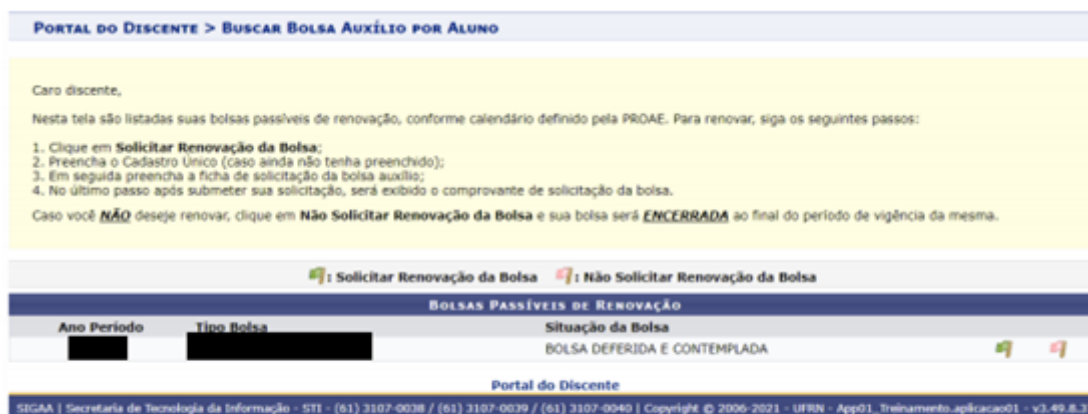 PORTAL DO DISCENTE > BUSCAR BOLSA AUXÍLIO POR ALUNO
Caro discente,
Nesta tela são listadas suas bolsas passíveis de renovação, conforme calendário definido pela PROAE. Para renovar, siga os seguintes passos:
1. Clique em Solicitar Renovação da Bolsa;
2. Preencha o Cadastro Único (caso ainda não tenha preenchido);
3. Em seguida preencha a ficha de solicitação da bolsa auxílio;
4. No último passo após submeter sua solicitação, será exibido o comprovante de solicitação da bolsa.
Caso você NÃO deseje renovar, clique em Não Solicitar Renovação da Bolsa e sua bolsa será ENCERRADA ao final do período de vigência da mesma.
: Solicitar Renovação da Bolsa : Não Solicitar Renovação da Bolsa
BOLSAS PASSÍVEIS DE RENOVAÇÃO
Ano Período Tipo Bolsa Situação da Bolsa
BOLSA DEFERIDA E CONTEMPLADA
Portal do Discente
SIGAA | Secretaria de Tecnologia da Informação - STI - (61) 3107-0038 / (61) 3107-0039 / (61) 3107-0040 | Copyright © 2006-2021 - UFRN - App01_Treinamento.aplicacao01 - v3.49.8.3